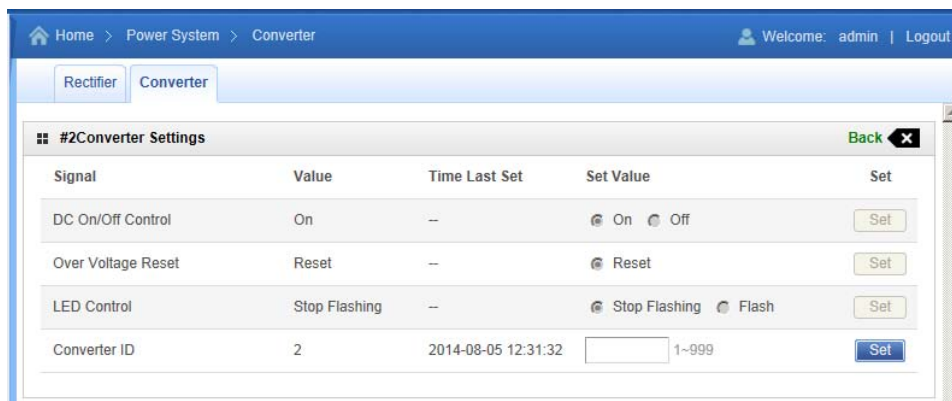 Home > Power System > Converter Welcome: admin | Logout
Rectifier Converter
#2Converter Settings Back
Signal Value Time Last Set Set Value Set
DC On/Off Control On -- On Off Set
Over Voltage Reset Reset -- Reset Set
LED Control Stop Flashing -- Stop Flashing Flash Set
Converter ID 2 2014-08-05 12:31:32 1~999 Set